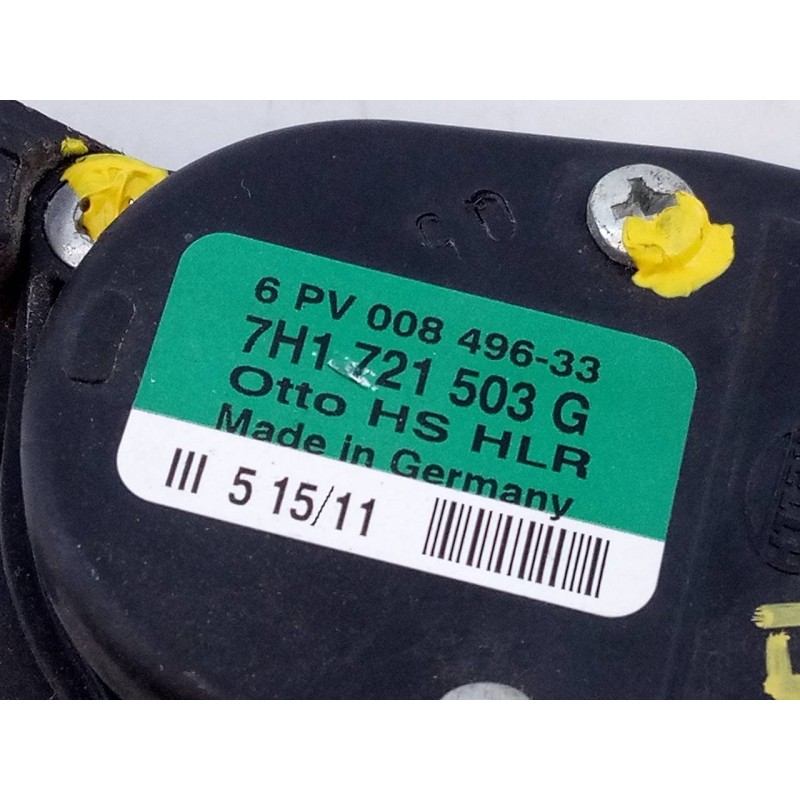 6 PV 008 496-33
7H1 721 503 G
Otto HS HLR
Made in Germany
III 5 15/11